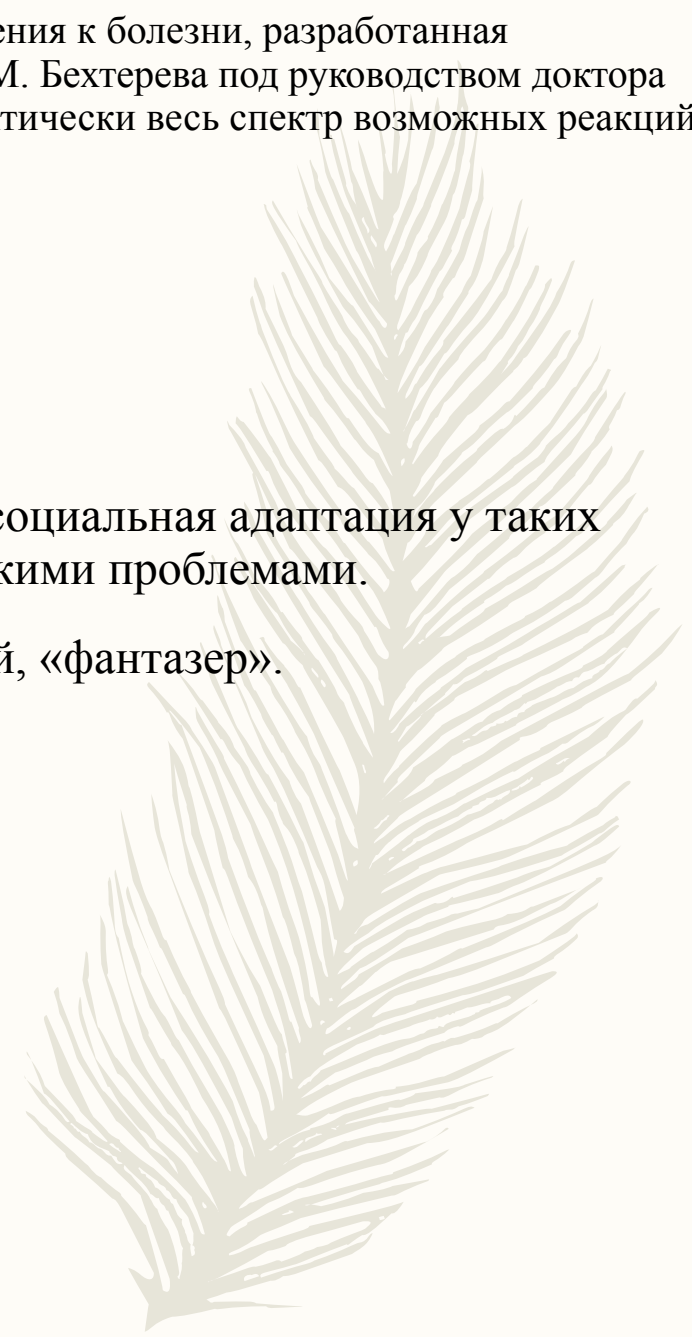 ения к болезни, разработанная
М. Бехтерева под руководством доктора
тически весь спектр возможных реакций
социальная адаптация у таких
кими проблемами.
й, «фантазер».